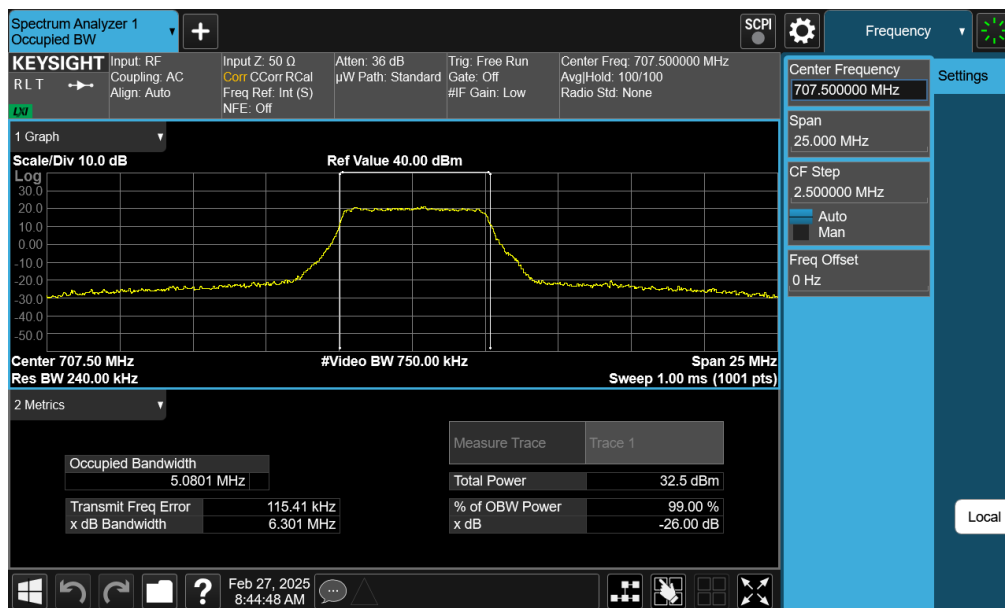 Spectrum Analyzer 1
Occupied BW
▼
+
SCPI
Frequency ▼
KEYSIGHT
RLT
LXI
Input: RF
Coupling: AC
Align: Auto
Input Z: 50 Ω
Corr CCorr RCal
Freq Ref: Int (S)
NFE: Off
Atten: 36 dB
µW Path: Standard
Trig: Free Run
Gate: Off
#IF Gain: Low
Center Freq: 707.500000 MHz
Avg|Hold: 100/100
Radio Std: None
Center Frequency
707.500000 MHz
Settings
Span
25.000 MHz
CF Step
2.500000 MHz
Auto
Man
Freq Offset
0 Hz
Local
1 Graph ▼
Scale/Div 10.0 dB
Ref Value 40.00 dBm
Log
30.0
20.0
10.0
0.00
-10.0
-20.0
-30.0
-40.0
-50.0
Center 707.50 MHz
#Video BW 750.00 kHz
Span 25 MHz
Res BW 240.00 kHz
Sweep 1.00 ms (1001 pts)
2 Metrics ▼
Measure Trace Trace 1
Occupied Bandwidth
5.0801 MHz
Total Power 32.5 dBm
Transmit Freq Error 115.41 kHz
% of OBW Power 99.00 %
x dB Bandwidth 6.301 MHz
x dB -26.00 dB
?
Feb 27, 2025
8:44:48 AM